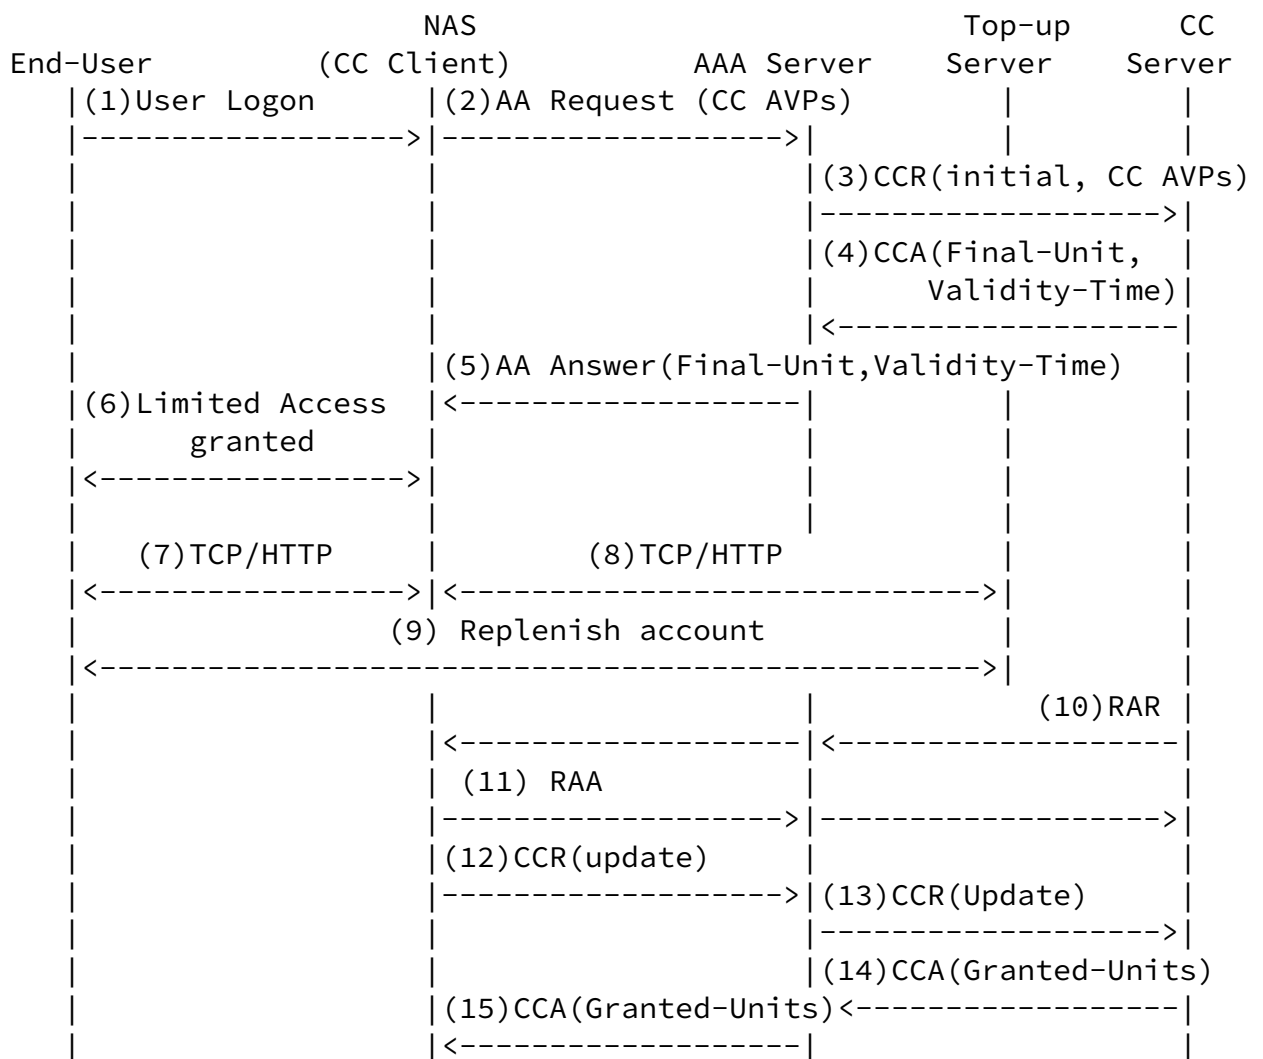 NAS                           Top-up      CC
End-User         (CC Client)          AAA Server    Server    Server
   |(1)User Logon      |(2)AA Request (CC AVPs)        |         |
   |------------------>|------------------->|          |         |
   |                   |                    |(3)CCR(initial, CC AVPs)
   |                   |                    |------------------->|
   |                   |                    |(4)CCA(Final-Unit,  |
   |                   |                    |      Validity-Time)|
   |                   |                    |<-------------------|
   |                   |(5)AA Answer(Final-Unit,Validity-Time)   |
   |(6)Limited Access  |<-------------------|          |         |
   |      granted      |                    |          |         |
   |<----------------->|                    |          |         |
   |                   |                    |          |         |
   |   (7)TCP/HTTP     |        (8)TCP/HTTP            |         |
   |<----------------->|<----------------------------->|         |
   |                 (9) Replenish account             |         |
   |<------------------------------------------------->|         |
   |                   |                    |            (10)RAR |
   |                   |<-------------------|<-------------------|
   |                   | (11) RAA           |                    |
   |                   |------------------->|------------------->|
   |                   |(12)CCR(update)     |                    |
   |                   |------------------->|(13)CCR(Update)     |
   |                   |                    |------------------->|
   |                   |                    |(14)CCA(Granted-Units)
   |                   |(15)CCA(Granted-Units)<------------------|
   |                   |<-------------------|                    |